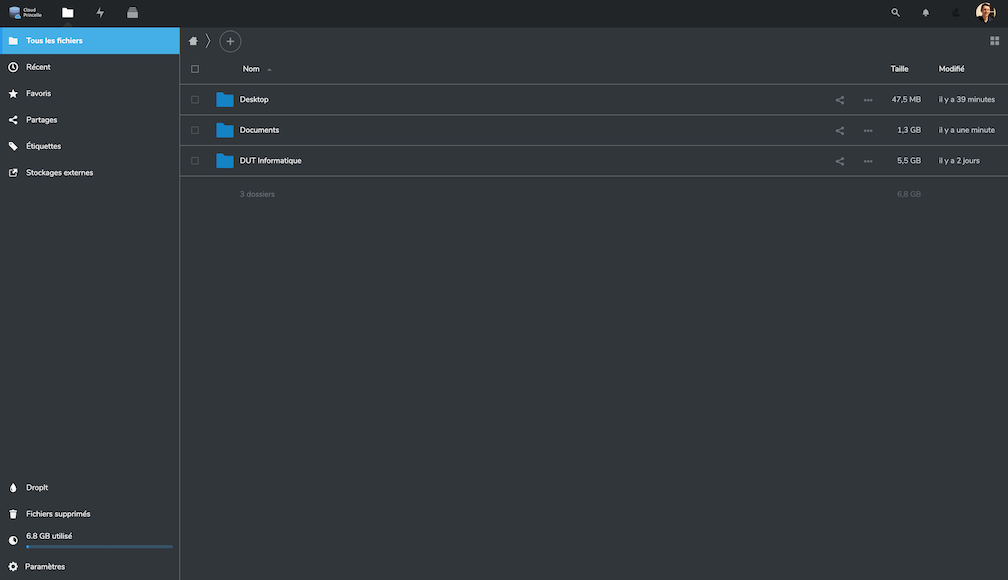 Cloud
Princelle
Tous les fichiers
Récent
Favoris
Partages
Étiquettes
Stockages externes
DropIt
Fichiers supprimés
6.8 GB utilisé
Paramètres
Nom Taille Modifié
Desktop 47,5 MB il y a 39 minutes
Documents 1,3 GB il y a une minute
DUT Informatique 5,5 GB il y a 2 jours
3 dossiers 6,8 GB